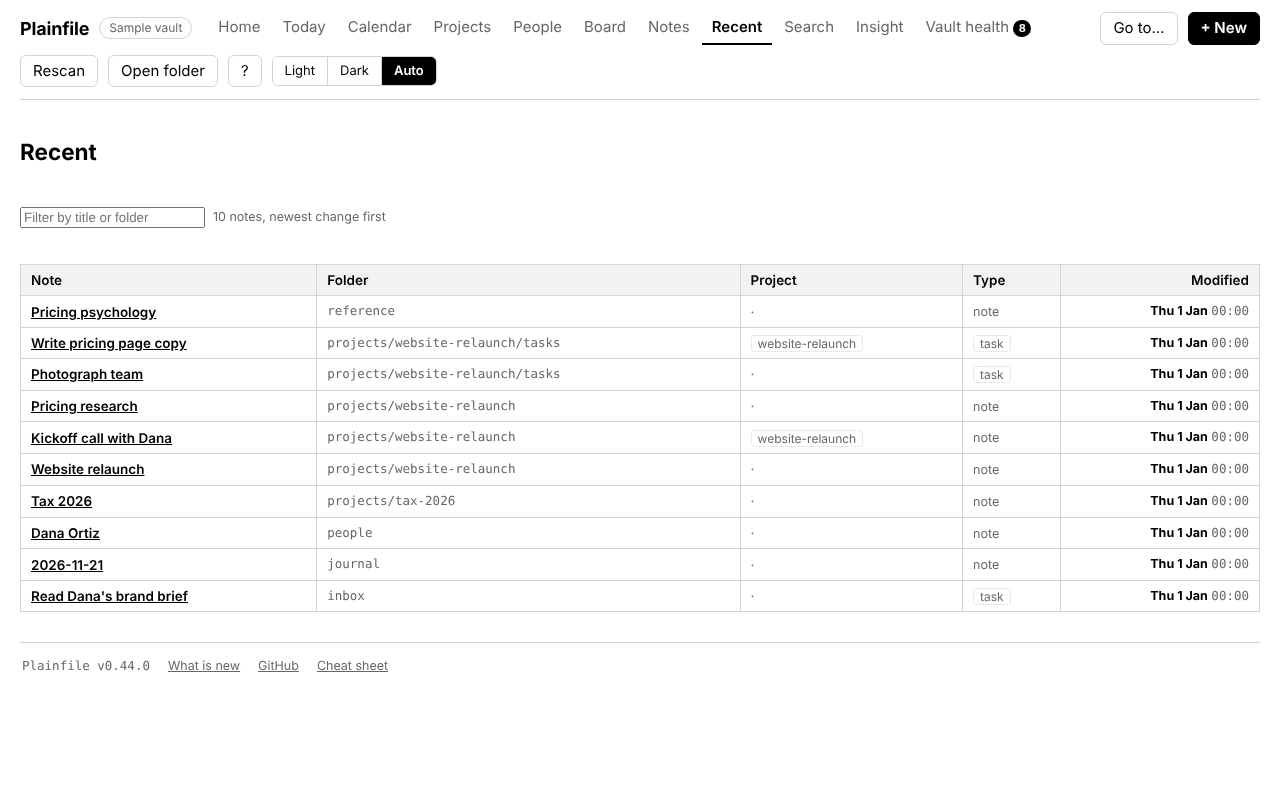 Plainfile Sample vault Home Today Calendar Projects People Board Notes Recent Search Insight Vault health 8 Go to... + New
Rescan Open folder ? Light Dark Auto
Recent
Filter by title or folder 10 notes, newest change first
Note Folder Project Type Modified
Pricing psychology reference · note Thu 1 Jan 00:00
Write pricing page copy projects/website-relaunch/tasks website-relaunch task Thu 1 Jan 00:00
Photograph team projects/website-relaunch/tasks · task Thu 1 Jan 00:00
Pricing research projects/website-relaunch · note Thu 1 Jan 00:00
Kickoff call with Dana projects/website-relaunch website-relaunch note Thu 1 Jan 00:00
Website relaunch projects/website-relaunch · note Thu 1 Jan 00:00
Tax 2026 projects/tax-2026 · note Thu 1 Jan 00:00
Dana Ortiz people · note Thu 1 Jan 00:00
2026-11-21 journal · note Thu 1 Jan 00:00
Read Dana's brand brief inbox · task Thu 1 Jan 00:00
Plainfile v0.44.0 What is new GitHub Cheat sheet